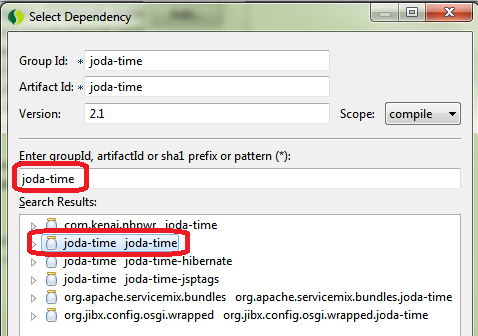 Select Dependency
Group Id: * joda-time
Artifact Id: * joda-time
Version: 2.1 Scope: compile
Enter groupId, artifactId or sha1 prefix or pattern (*):
joda-time
Search Results:
com.kenai.nbpwr joda-time
joda-time joda-time
joda-time joda-time-hibernate
joda-time joda-time-jsptags
org.apache.servicemix.bundles org.apache.servicemix.bundles.joda-time
org.jibx.config.osgi.wrapped org.jibx.config.osgi.wrapped.joda-time